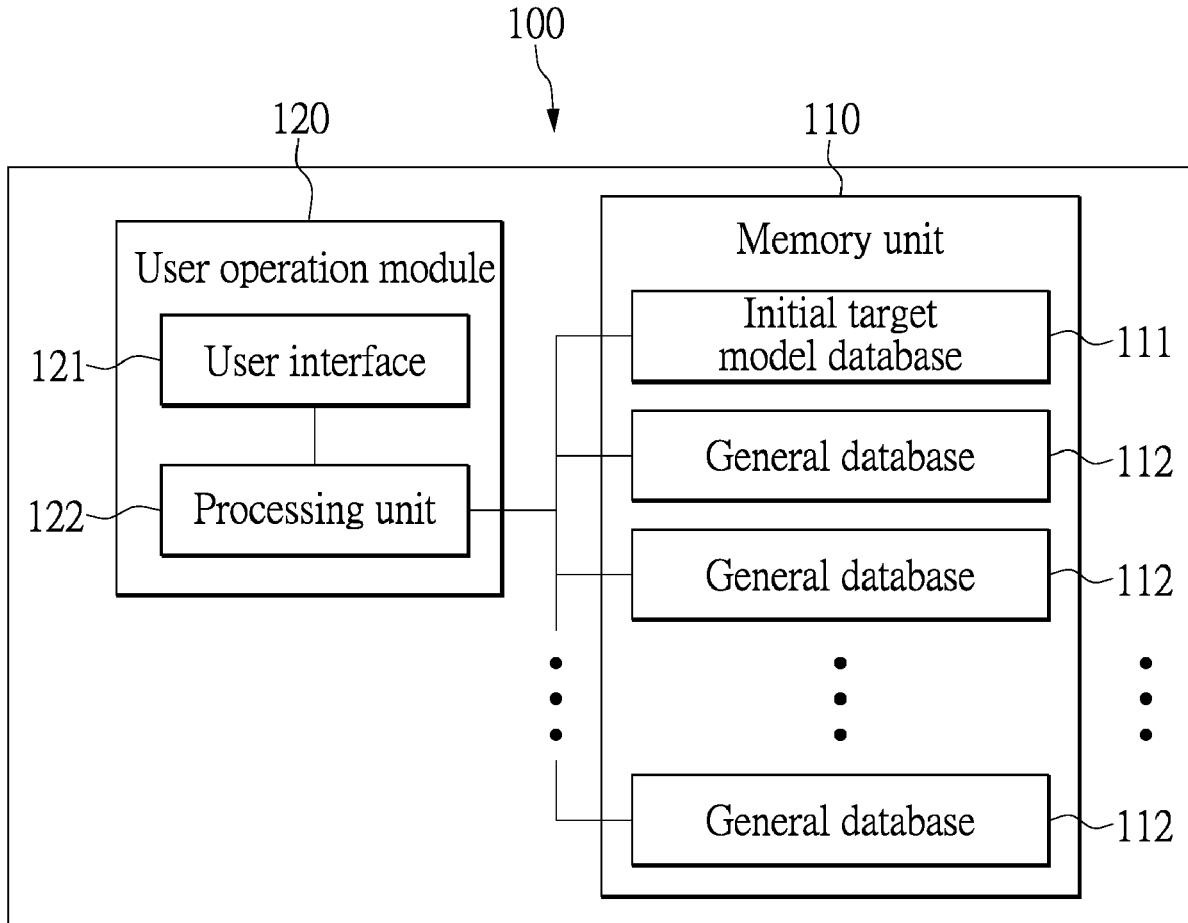 100
120
110
User operation module
Memory unit
121
User interface
Initial target
model database
111
General database
112
122
Processing unit
General database
112
General database
112